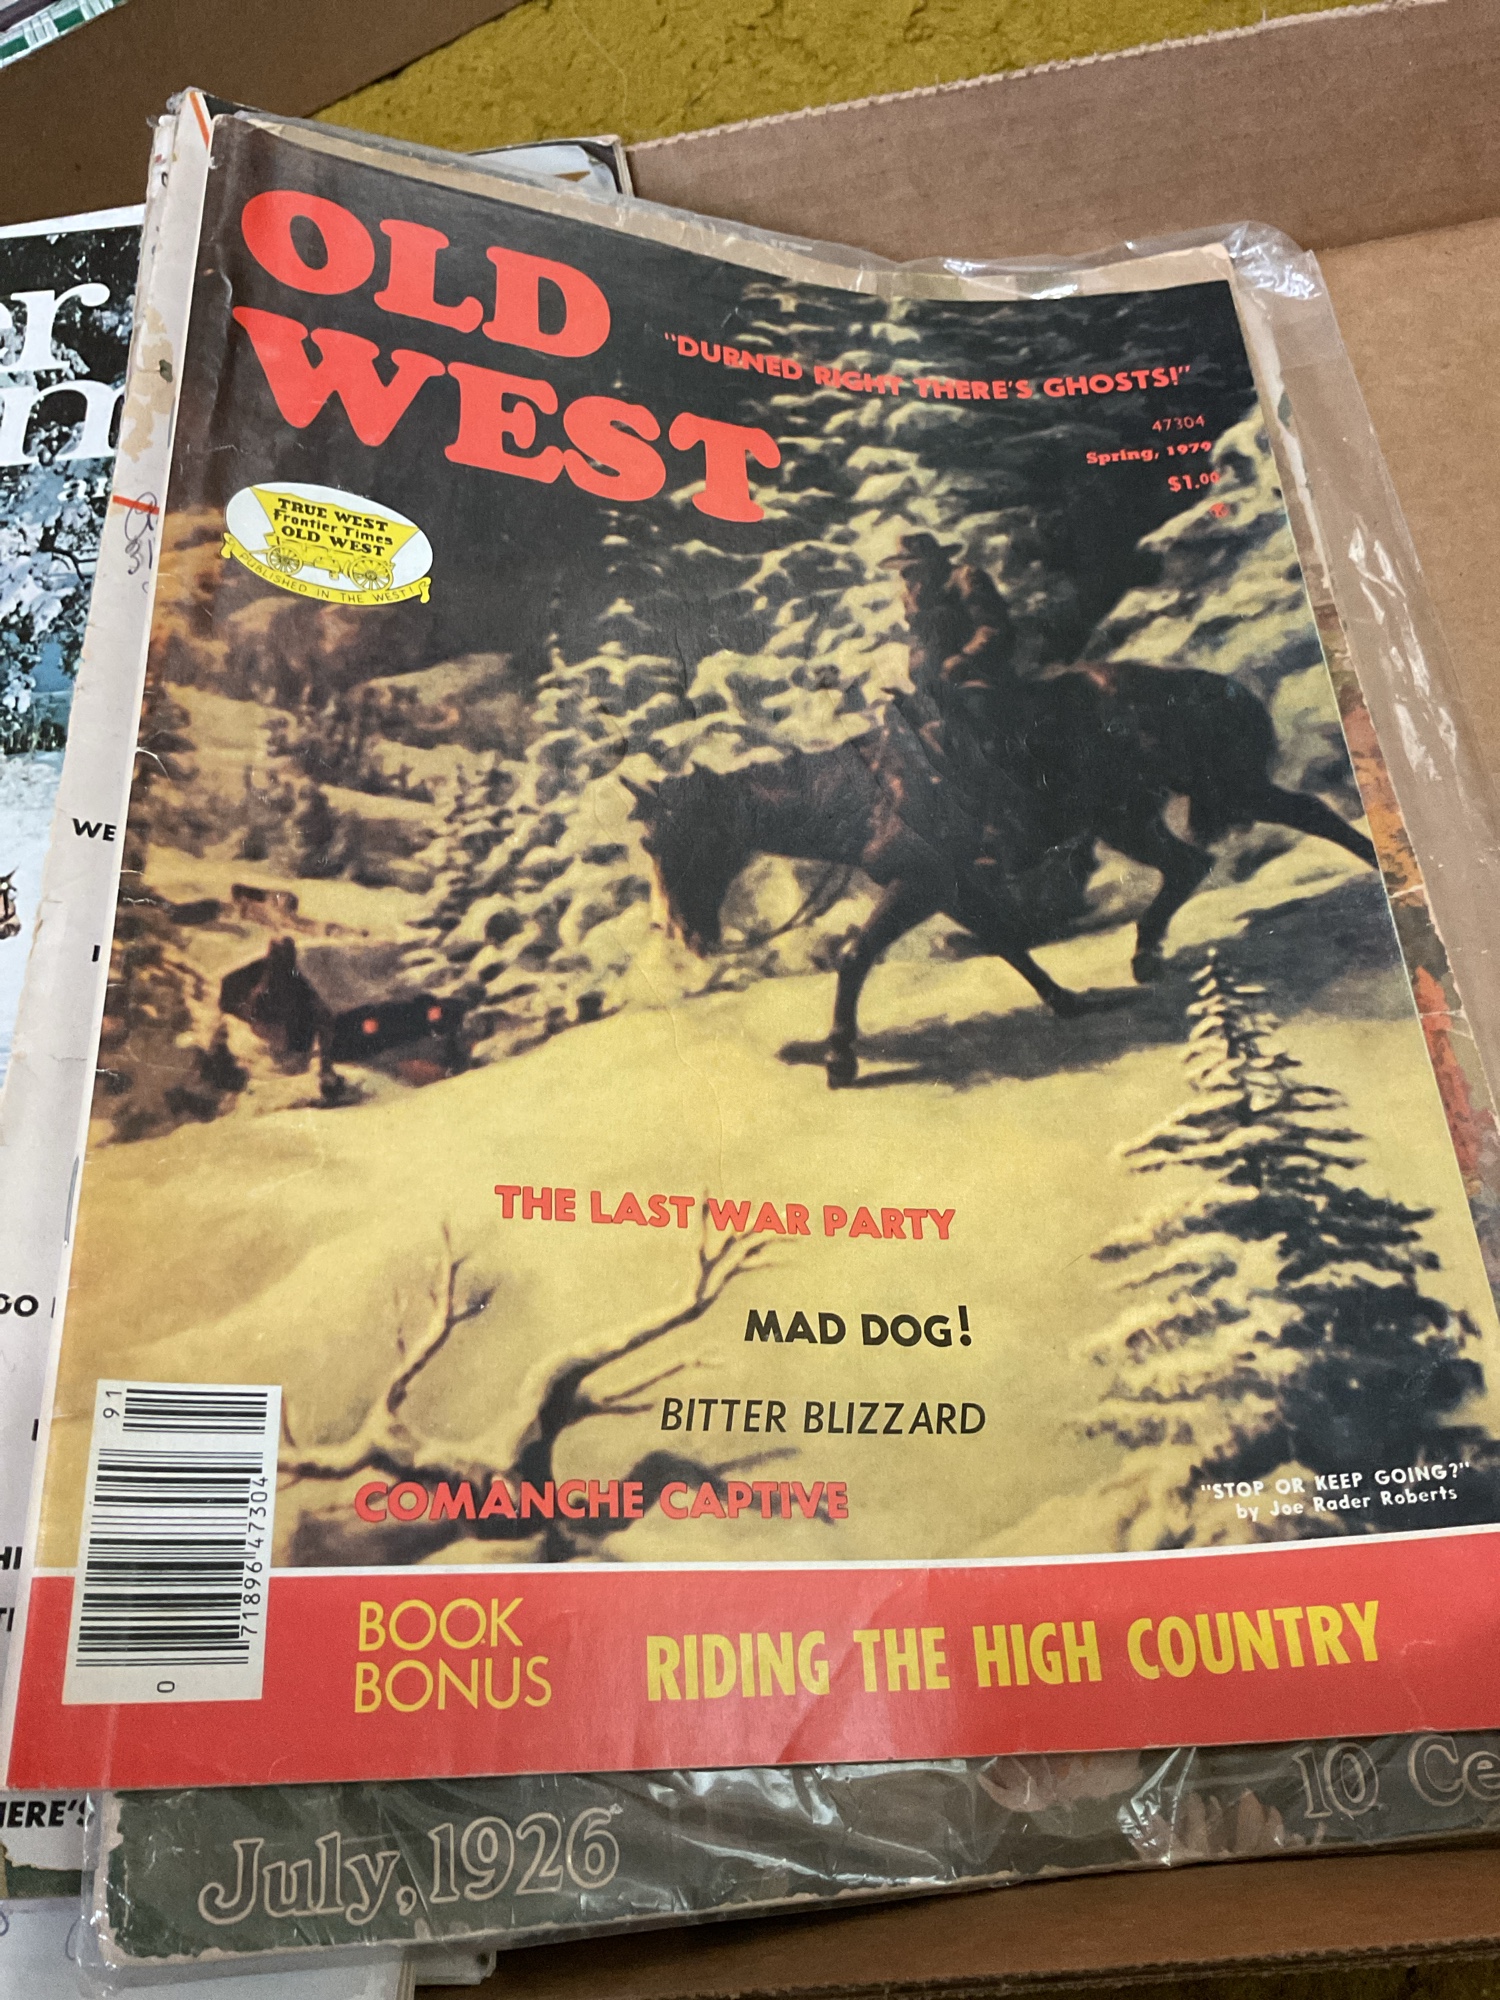 OLD
WEST
"DURNED RIGHT THERE'S GHOSTS!"
47304
Spring, 1979
$1.00
TRUE WEST
Frontier Times
OLD WEST
PUBLISHED IN THE WEST!
THE LAST WAR PARTY
MAD DOG!
BITTER BLIZZARD
COMANCHE CAPTIVE
"STOP OR KEEP GOING?"
by Joe Rader Roberts
91
71896 47304
0
BOOK
BONUS
RIDING THE HIGH COUNTRY
July, 1926
10
WE